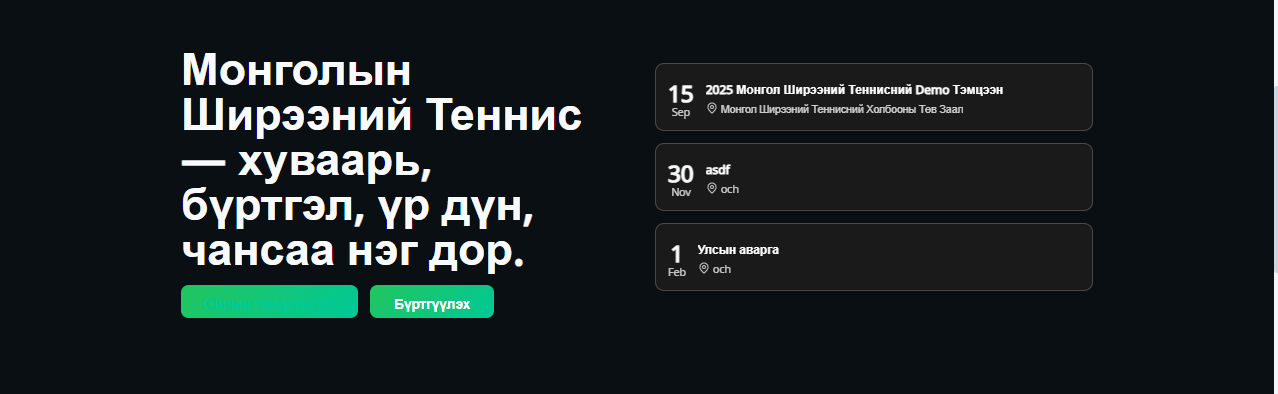 Монголын
Ширээний Теннис
— хуваарь,
бүртгэл, үр дүн,
чансаа нэг дор.
Бүртгүүлэх
15
Sep
2025 Монгол Ширээний Теннисний Demo Тэмцээн
Монгол Ширээний Теннисний Холбооны Төв Заал
30
Nov
asdf
och
1
Feb
Улсын аварга
och